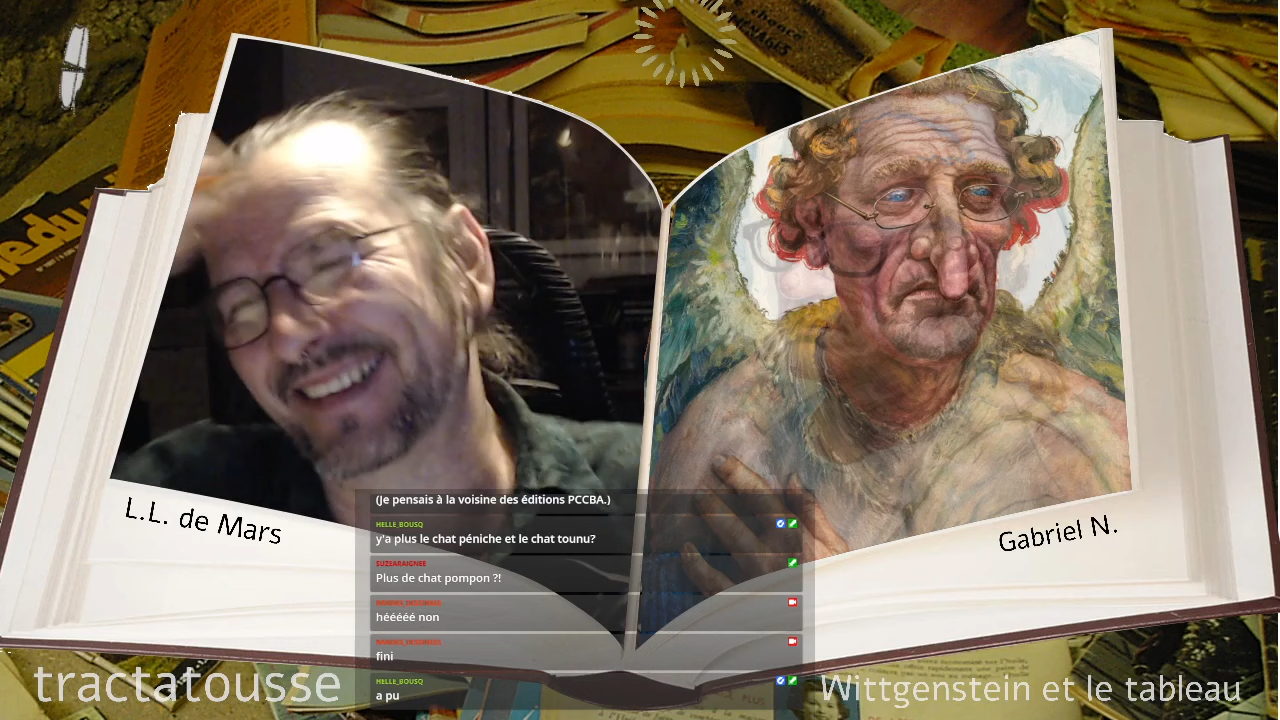 L.L. de Mars
Gabriel N.
(Je pensais à la voisine des éditions PCCBA.)
HELLE_BOUSQ
y'a plus le chat péniche et le chat tounu?
SUZEARAIGNEE
Plus de chat pompon ?!
hééééé non
fini
HELLE_BOUSQ
a pu
tractatousse
Wittgenstein et le tableau